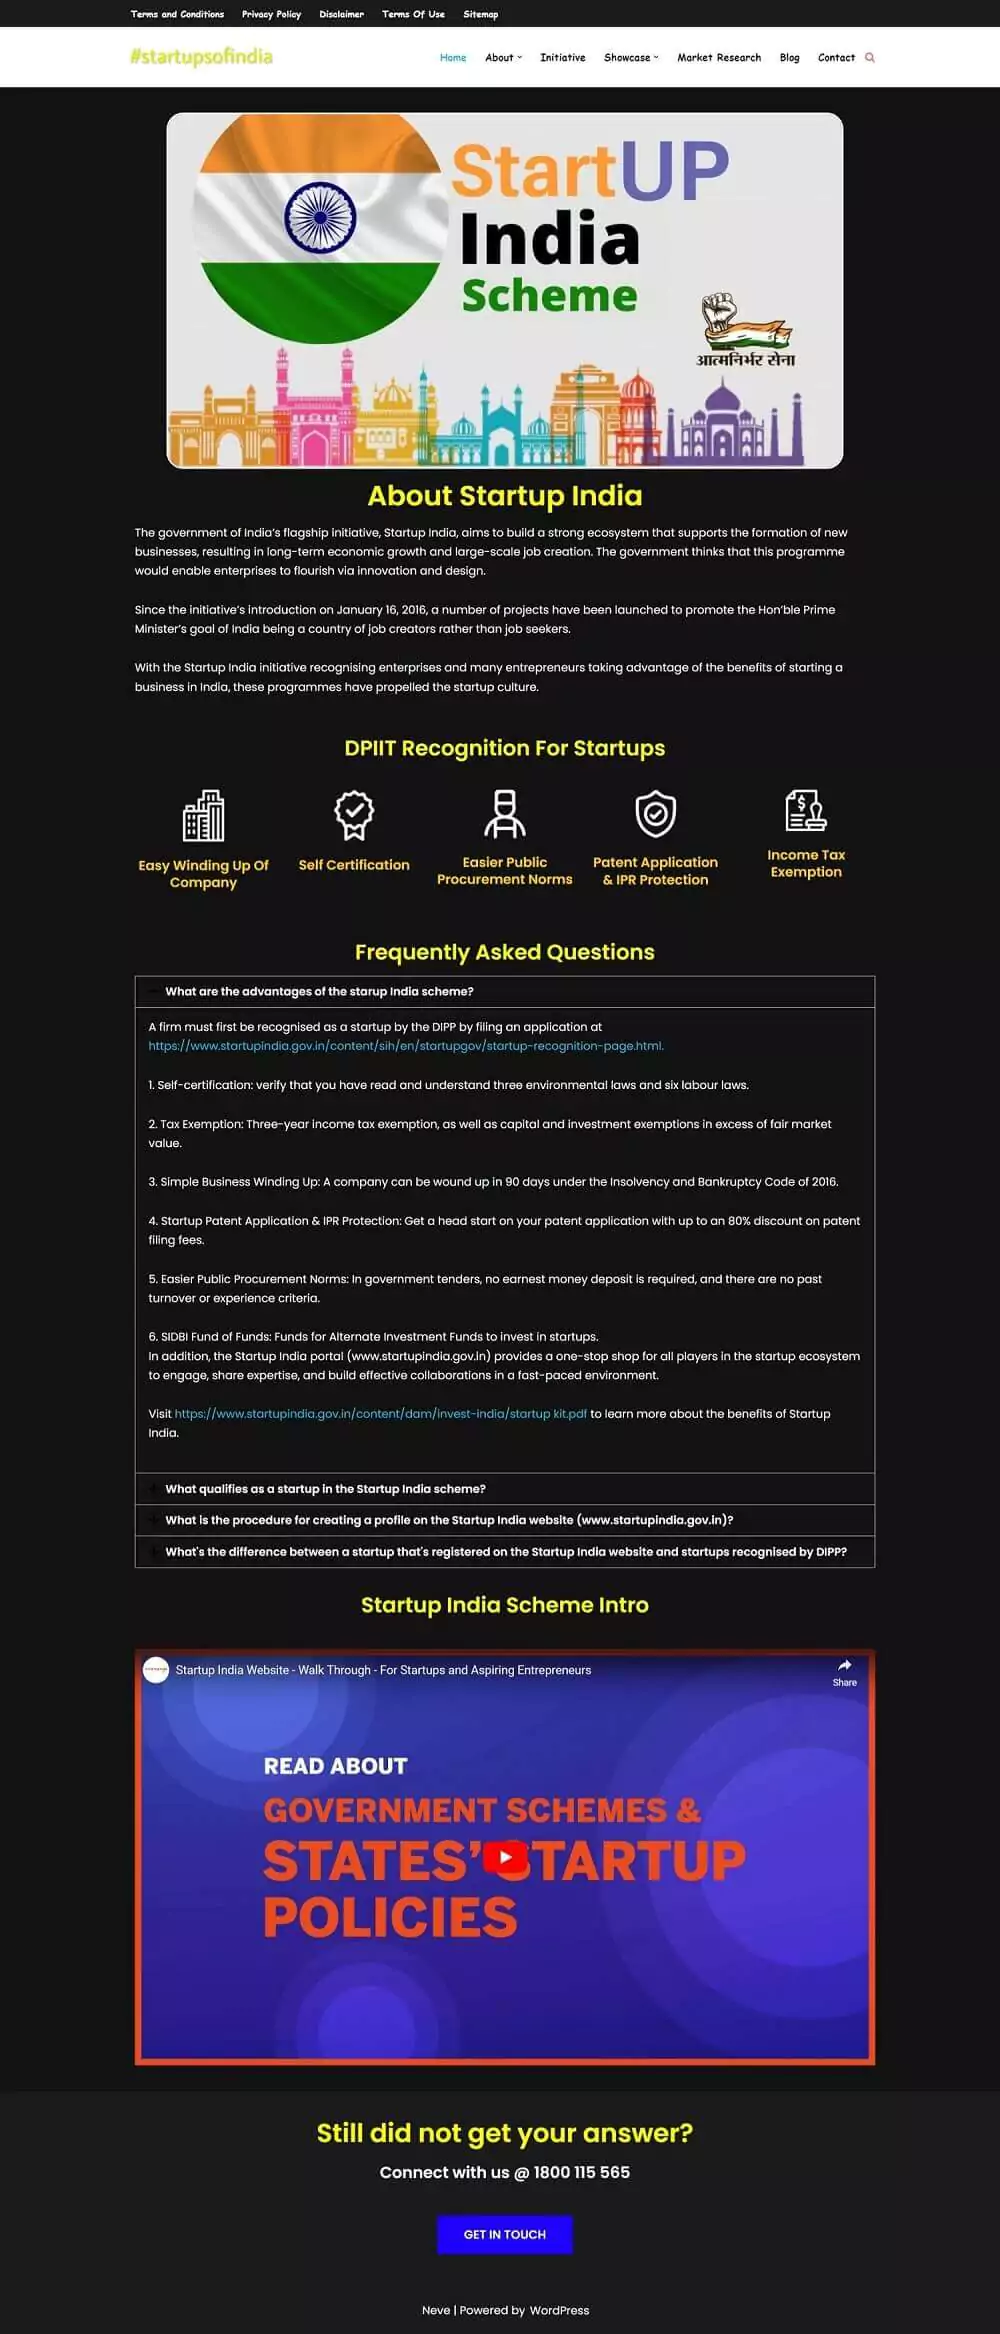 Terms and Conditions Privacy Policy Disclaimer Terms Of Use Sitemap
#startupsofindia
Home About Initiative Showcase Market Research Blog Contact
StartUP
India
Scheme
आत्मनिर्भर सेना
About Startup India
The government of India's flagship initiative, Startup India, aims to build a strong ecosystem that supports the formation of new
businesses, resulting in long-term economic growth and large-scale job creation. The government thinks that this programme
would enable enterprises to flourish via innovation and design.
Since the initiative's introduction on January 16, 2016, a number of projects have been launched to promote the Hon'ble Prime
Minister's goal of India being a country of job creators rather than job seekers.
With the Startup India initiative recognising enterprises and many entrepreneurs taking advantage of the benefits of starting a
business in India, these programmes have propelled the startup culture.
DPIIT Recognition For Startups
Easy Winding Up Of
Company
Self Certification
Easier Public
Procurement Norms
Patent Application
& IPR Protection
Income Tax
Exemption
Frequently Asked Questions
What are the advantages of the starup India scheme?
A firm must first be recognised as a startup by the DIPP by filing an application at
https://www.startupindia.gov.in/content/sih/en/startupgov/startup-recognition-page.html.
1. Self-certification: verify that you have read and understand three environmental laws and six labour laws.
2. Tax Exemption: Three-year income tax exemption, as well as capital and investment exemptions in excess of fair market
value.
3. Simple Business Winding Up: A company can be wound up in 90 days under the Insolvency and Bankruptcy Code of 2016.
4. Startup Patent Application & IPR Protection: Get a head start on your patent application with up to an 80% discount on patent
filing fees.
5. Easier Public Procurement Norms: In government tenders, no earnest money deposit is required, and there are no past
turnover or experience criteria.
6. SIDBI Fund of Funds: Funds for Alternate Investment Funds to invest in startups.
In addition, the Startup India portal (www.startupindia.gov.in) provides a one-stop shop for all players in the startup ecosystem
to engage, share expertise, and build effective collaborations in a fast-paced environment.
Visit https://www.startupindia.gov.in/content/dam/invest-india/startup kit.pdf to learn more about the benefits of Startup
India.
What qualifies as a startup in the Startup India scheme?
What is the procedure for creating a profile on the Startup India website (www.startupindia.gov.in)?
What's the difference between a startup that's registered on the Startup India website and startups recognised by DIPP?
Startup India Scheme Intro
Startup India Website - Walk Through - For Startups and Aspiring Entrepreneurs
Share
READ ABOUT
GOVERNMENT SCHEMES &
STATES' STARTUP
POLICIES
Still did not get your answer?
Connect with us @ 1800 115 565
GET IN TOUCH
Neve | Powered by WordPress